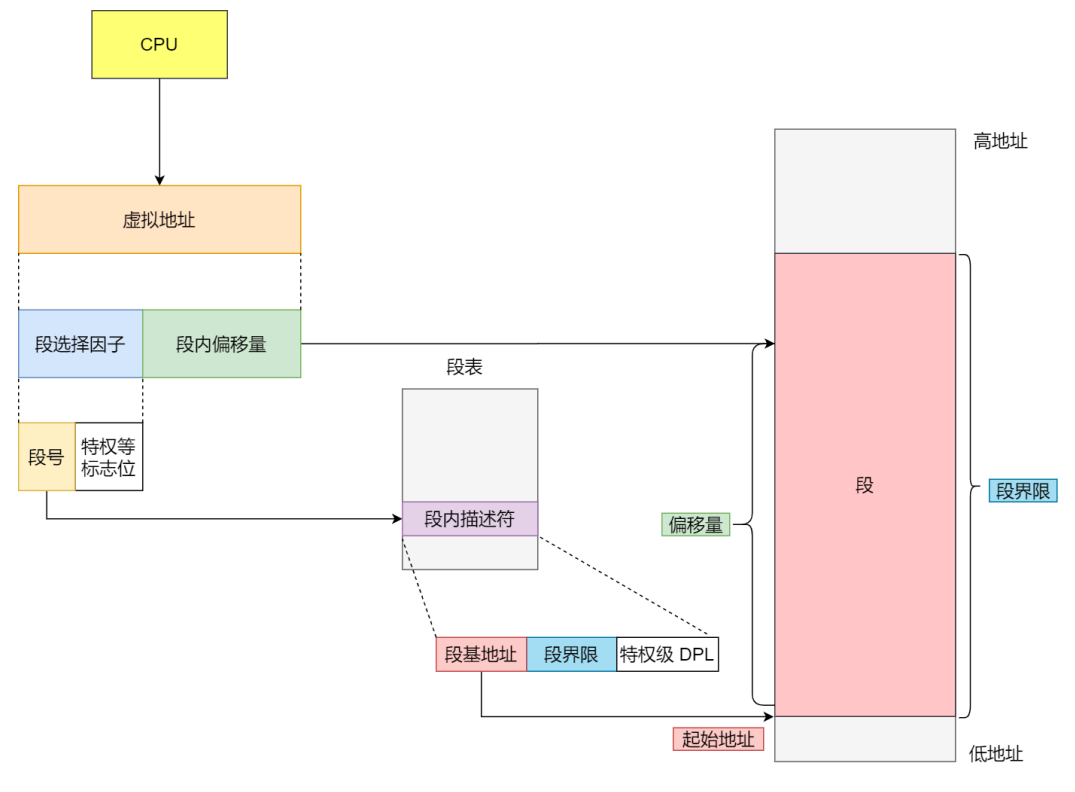 CPU
高地址
虚拟地址
段选择因子
段内偏移量
段表
段号
特权等
标志位
段
段界限
段内描述符
偏移量
段基地址
段界限
特权级 DPL
起始地址
低地址